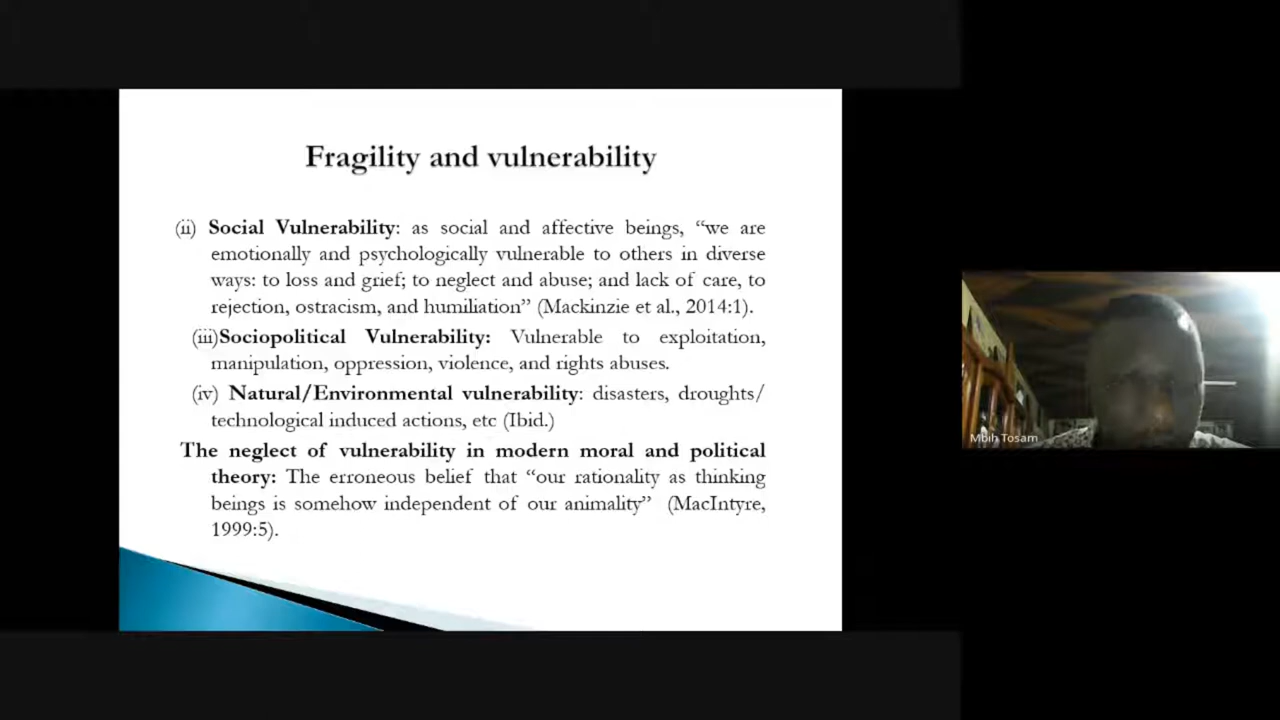 Fragility and vulnerability
(ii) Social Vulnerability: as social and affective beings, “we are
emotionally and psychologically vulnerable to others in diverse
ways: to loss and grief; to neglect and abuse; and lack of care, to
rejection, ostracism, and humiliation” (Mackinzie et al., 2014:1).
(iii)Sociopolitical Vulnerability: Vulnerable to exploitation,
manipulation, oppression, violence, and rights abuses.
(iv) Natural/Environmental vulnerability: disasters, droughts/
technological induced actions, etc (Ibid.)
The neglect of vulnerability in modern moral and political
theory: The erroneous belief that “our rationality as thinking
beings is somehow independent of our animality” (MacIntyre,
1999:5).
Mbih Tosam